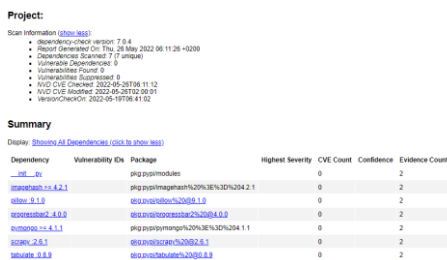 Project:
Scan Information (show less):
dependency-check version: 7.0.4
Report Generated On: Thu, 26 May 2022 06:11:26 +0200
Dependencies Scanned: 7 (7 unique)
Vulnerable Dependencies: 0
Vulnerabilities Found: 0
Vulnerabilities Suppressed: 0
NVD CVE Checked: 2022-05-26T06:11:12
NVD CVE Modified: 2022-05-26T02:00:01
VersionCheckOn: 2022-05-19T06:41:02
Summary
Display: Showing All Dependencies (click to show less)
Dependency Vulnerability IDs Package Highest Severity CVE Count Confidence Evidence Count
__init__.py pkg:pypi/modules 0 2
imagehash >= 4.2.1 pkg:pypi/imagehash%20%3E%3D%204.2.1 0 2
pillow :9.1.0 pkg:pypi/pillow%20@9.1.0 0 2
progressbar2 :4.0.0 pkg:pypi/progressbar2%20@4.0.0 0 2
pymongo >= 4.1.1 pkg:pypi/pymongo%20%3E%3D%204.1.1 0 2
scrapy :2.6.1 pkg:pypi/scrapy%20@2.6.1 0 2
tabulate :0.8.9 pkg:pypi/tabulate%20@0.8.9 0 2